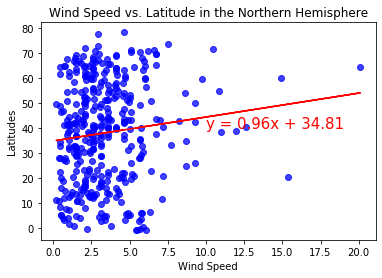 Wind Speed vs. Latitude in the Northern Hemisphere
80
70
60
50
40
30
20
10
0
Latitudes
y = 0.96x + 34.81
0.0 2.5 5.0 7.5 10.0 12.5 15.0 17.5 20.0
Wind Speed